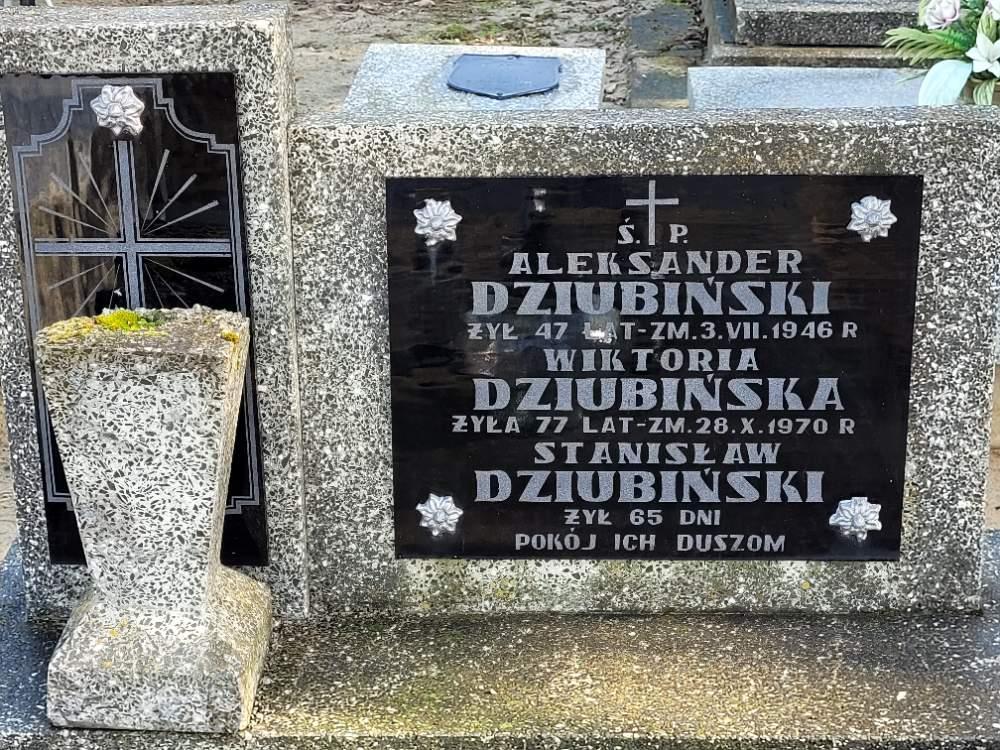 Ś. P.
ALEKSANDER
DZIUBIŃSKI
ŻYŁ 47 LAT-ZM.3.VII.1946 R
WIKTORIA
DZIUBIŃSKA
ŻYŁA 77 LAT-ZM.28.X.1970 R
STANISŁAW
DZIUBIŃSKI
ŻYŁ 65 DNI
POKÓJ ICH DUSZOM